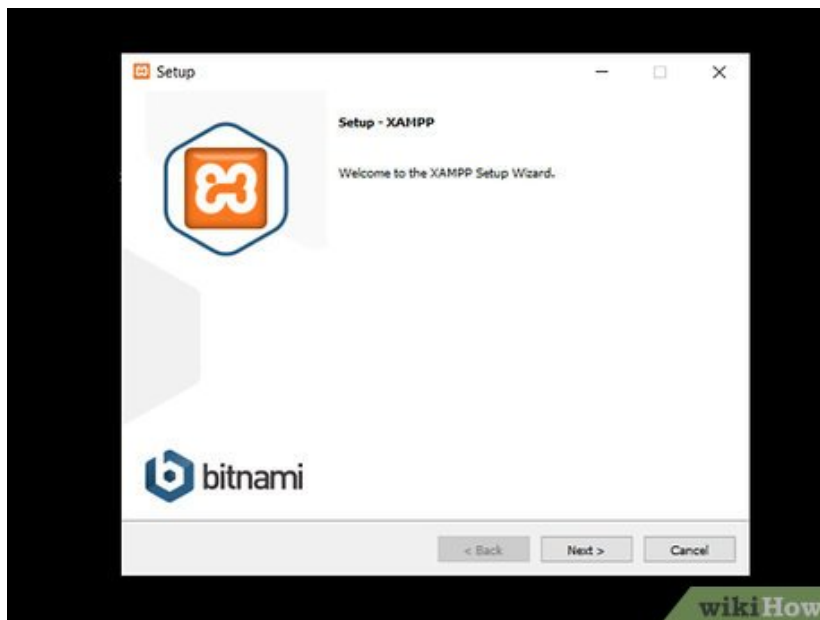 Setup
Setup - XAMPP
Welcome to the XAMPP Setup Wizard.
bitnami
< Back Next > Cancel
wikiHow